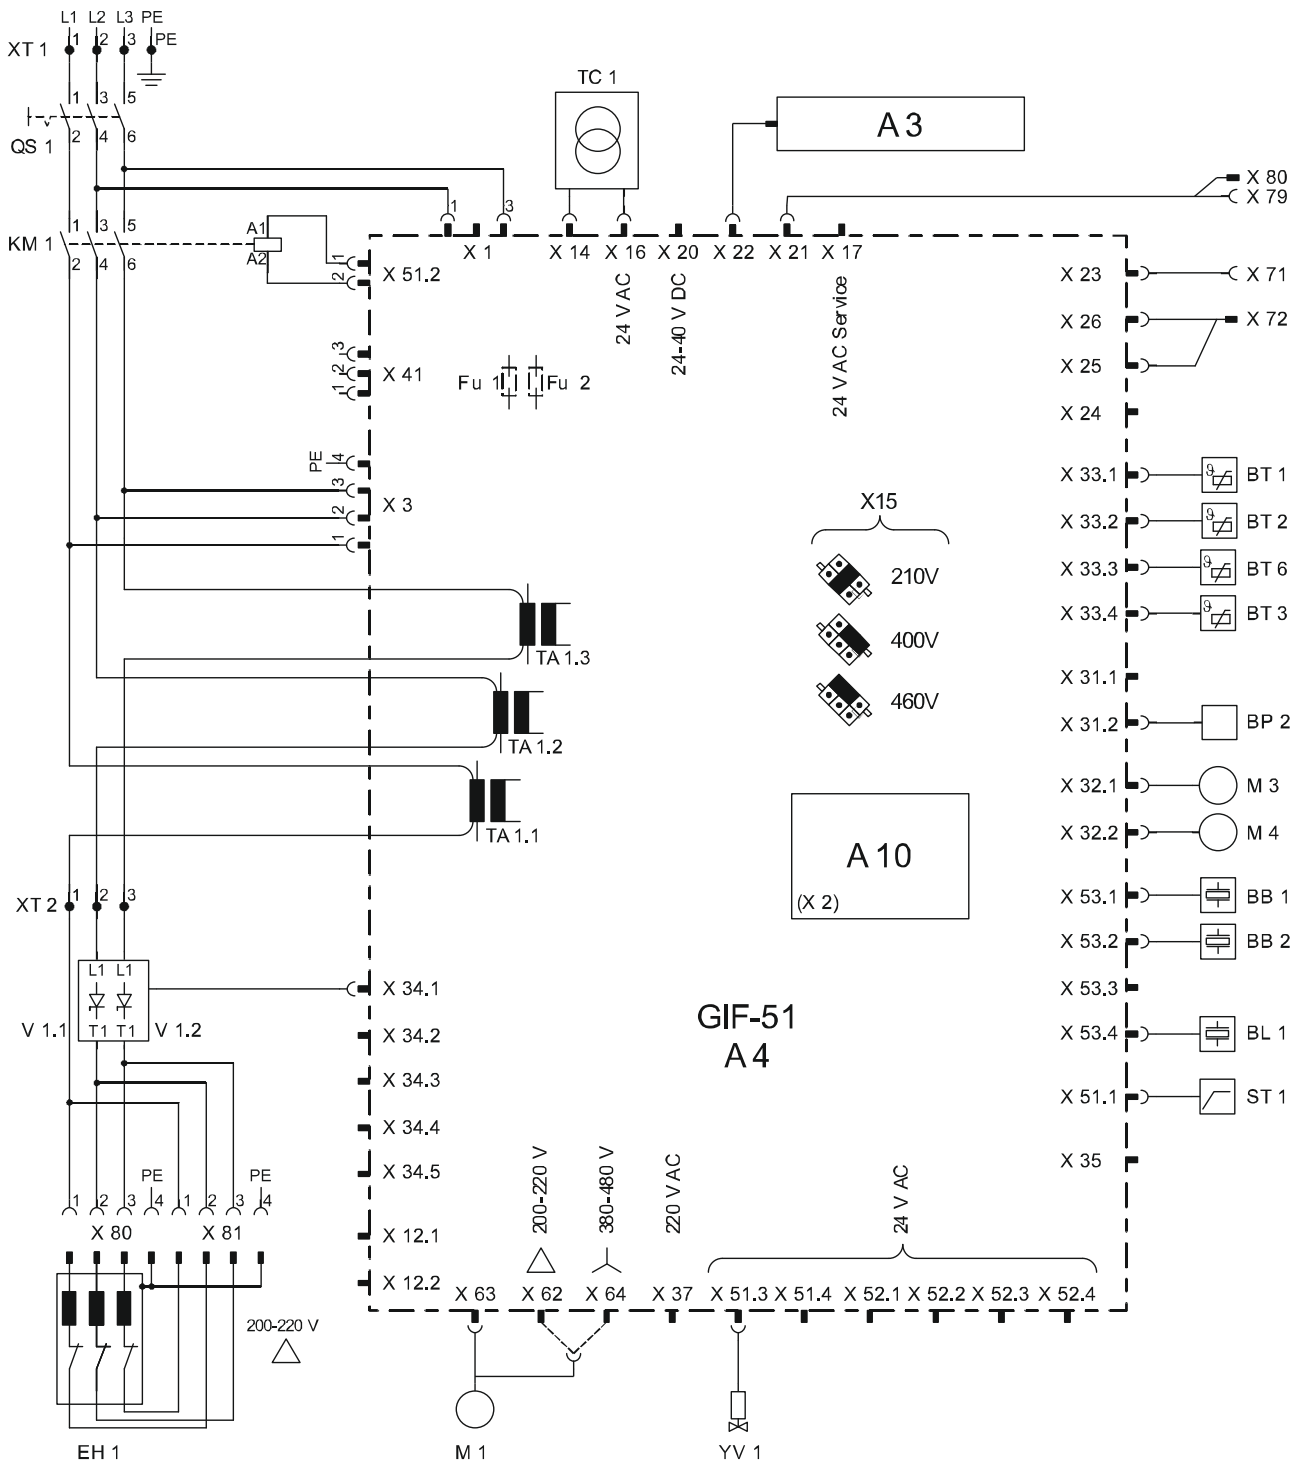 L1 L2 L3 PE
XT 1 1 2 3 PE
1 3 5
QS 1 2 4 6
TC 1
A 3
X 80
X 79
1 3
1 3 5
KM 1 2 4 6
A1
A2
1
2
X 51.2
X 1 X 14 X 16 X 20 X 22 X 21 X 17
24 V AC
24-40 V DC
24 V AC Service
X 23 X 71
X 26 X 72
X 25
X 24
3
2
1
X 41
Fu 1 Fu 2
PE 4
3
2
1
X 3
X15
210V
400V
460V
X 33.1 ϑ BT 1
X 33.2 ϑ BT 2
X 33.3 ϑ BT 6
X 33.4 ϑ BT 3
X 31.1
X 31.2 BP 2
X 32.1 M 3
X 32.2 M 4
X 53.1 BB 1
X 53.2 BB 2
X 53.3
X 53.4 BL 1
X 51.1 ST 1
X 35
TA 1.3
TA 1.2
TA 1.1
A 10
(X 2)
XT 2 1 2 3
L1 L1
V 1.1 T1 T1 V 1.2
X 34.1
X 34.2
X 34.3
X 34.4
X 34.5
X 12.1
X 12.2
GIF-51
A 4
PE PE
1 2 3 4 1 2 3 4
X 80 X 81
200-220 V
EH 1
200-220 V
380-480 V
220 V AC
24 V AC
X 63 X 62 X 64 X 37 X 51.3 X 51.4 X 52.1 X 52.2 X 52.3 X 52.4
M 1
YV 1